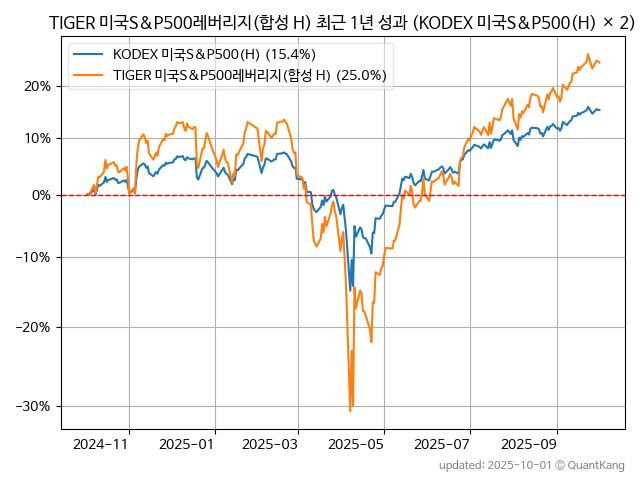 TIGER 미국S&P500레버리지(합성 H) 최근 1년 성과 (KODEX 미국S&P500(H) × 2)
KODEX 미국S&P500(H) (15.4%)
TIGER 미국S&P500레버리지(합성 H) (25.0%)
20%
10%
0%
−10%
−20%
−30%
2024-11 2025-01 2025-03 2025-05 2025-07 2025-09
updated: 2025-10-01 © QuantKang